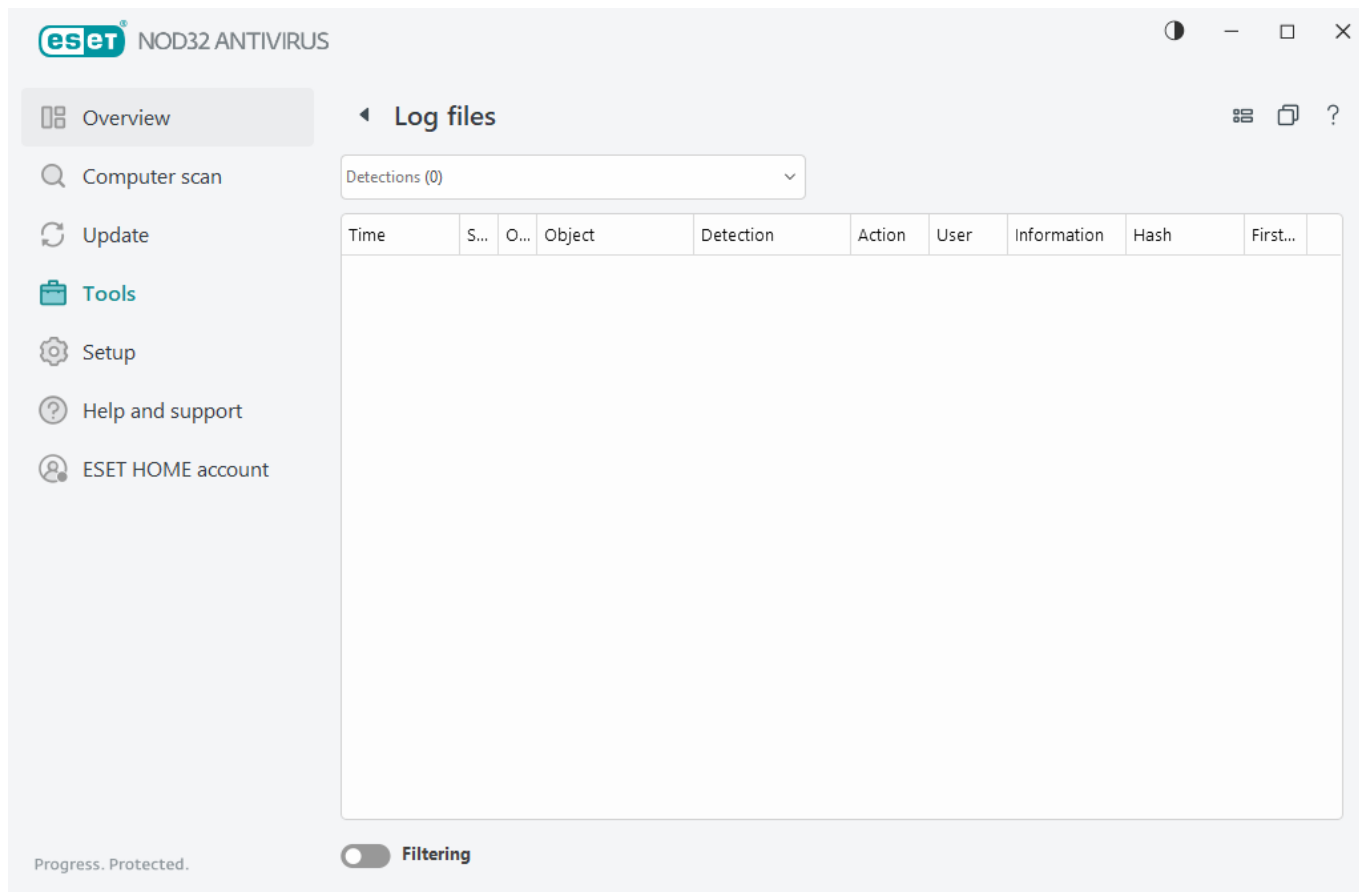 eset® NOD32 ANTIVIRUS
Overview
Computer scan
Update
Tools
Setup
Help and support
ESET HOME account
Progress. Protected.
Log files
?
Detections (0)
Time S... O... Object Detection Action User Information Hash First...
Filtering